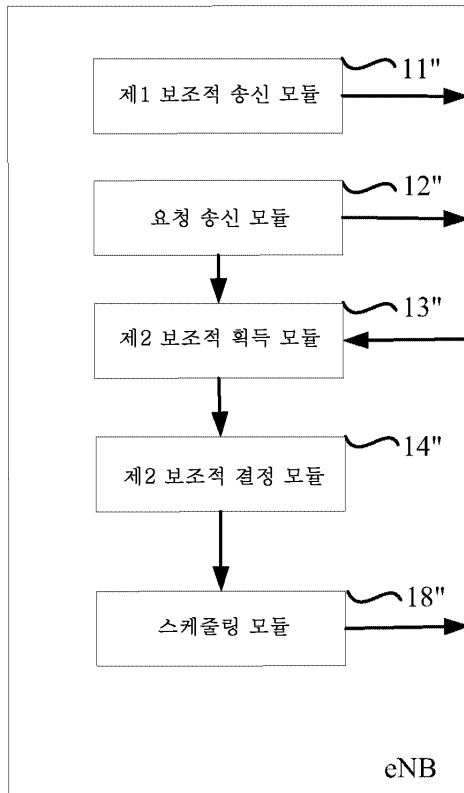 제1 보조적 송신 모듈
11"
요청 송신 모듈
12"
제2 보조적 획득 모듈
13"
제2 보조적 결정 모듈
14"
스케줄링 모듈
18"
eNB